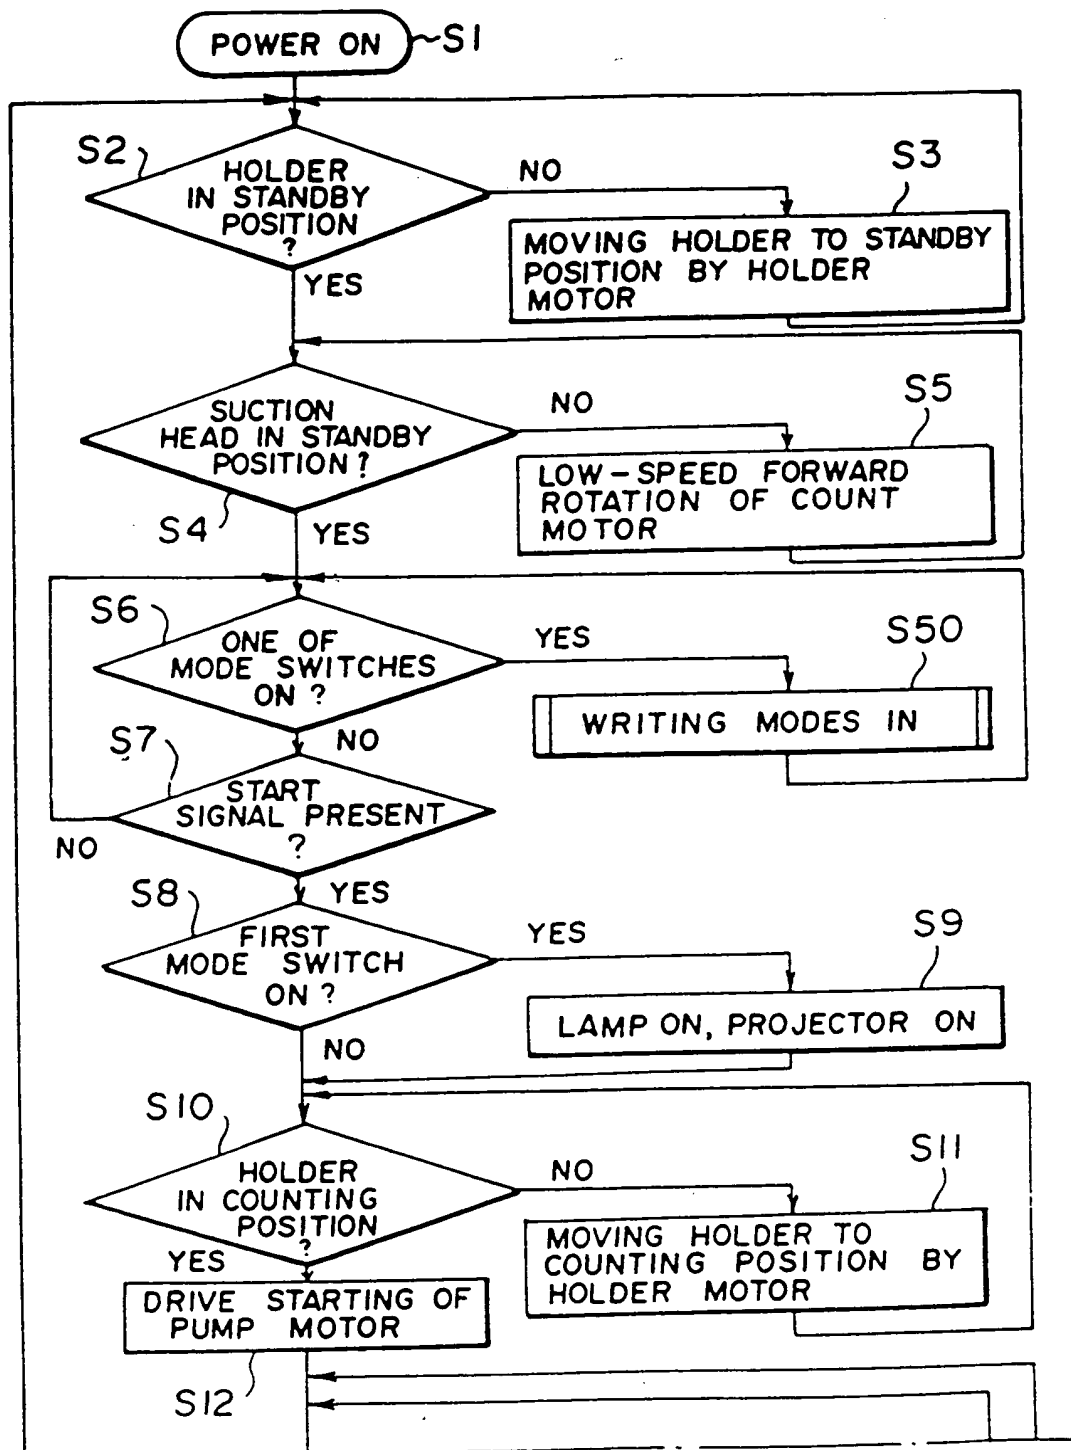 POWER ON
S1
S2
HOLDER
IN STANDBY
POSITION
?
NO
S3
MOVING HOLDER TO STANDBY
POSITION BY HOLDER
MOTOR
YES
SUCTION
HEAD IN STANDBY
POSITION?
S4
NO
S5
LOW-SPEED FORWARD
ROTATION OF COUNT
MOTOR
YES
S6
ONE OF
MODE SWITCHES
ON ?
YES
S50
WRITING MODES IN
NO
S7
START
SIGNAL PRESENT
?
NO
YES
S8
FIRST
MODE SWITCH
ON ?
YES
S9
LAMP ON, PROJECTOR ON
NO
S10
HOLDER
IN COUNTING
POSITION
?
NO
S11
MOVING HOLDER TO
COUNTING POSITION BY
HOLDER MOTOR
YES
DRIVE STARTING OF
PUMP MOTOR
S12